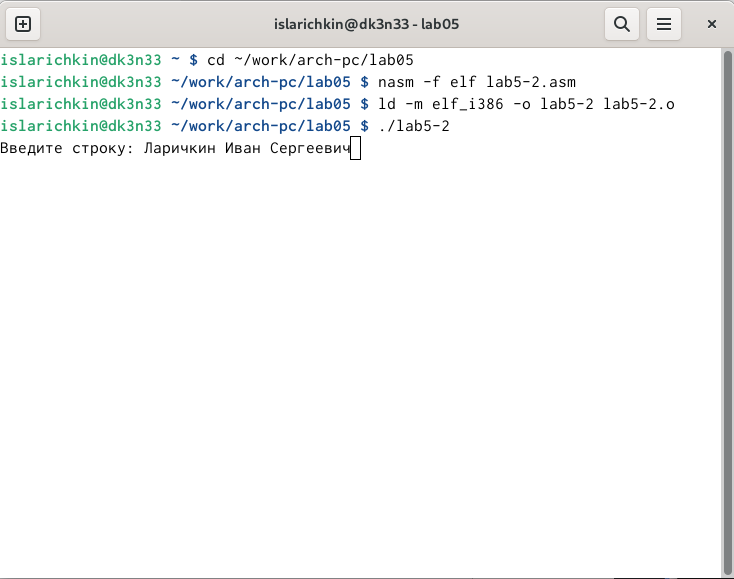 islarichkin@dk3n33 - lab05
islarichkin@dk3n33 ~ $ cd ~/work/arch-pc/lab05
islarichkin@dk3n33 ~/work/arch-pc/lab05 $ nasm -f elf lab5-2.asm
islarichkin@dk3n33 ~/work/arch-pc/lab05 $ ld -m elf_i386 -o lab5-2 lab5-2.o
islarichkin@dk3n33 ~/work/arch-pc/lab05 $ ./lab5-2
Введите строку: Ларичкин Иван Сергеевич